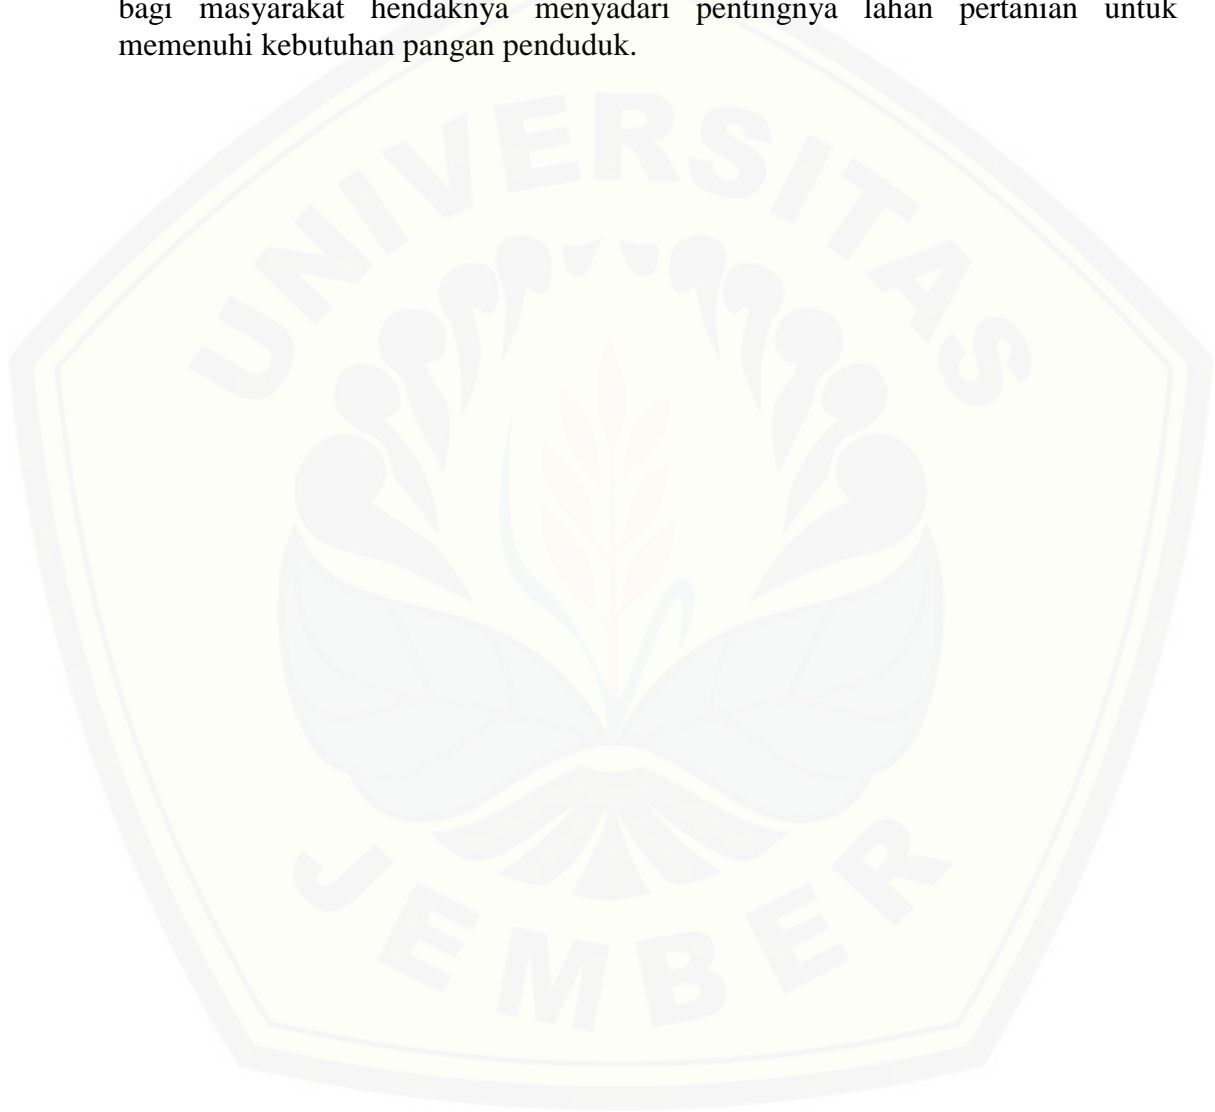 bagi masyarakat hendaknya menyadari pentingnya lahan pertanian untuk
memenuhi kebutuhan pangan penduduk.
UNIVERSITAS
JEMBER